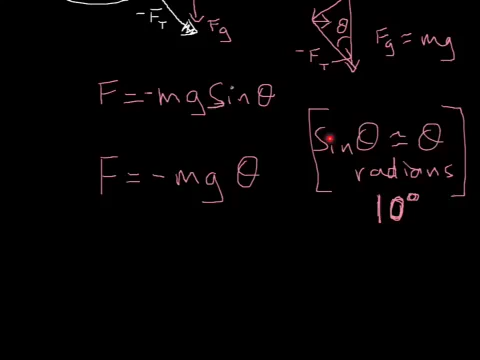 -F_T F_g
θ
-F_T F_g = mg
F = -mg Sin θ
Sin θ ≈ θ
radians
F = -mg θ
10°